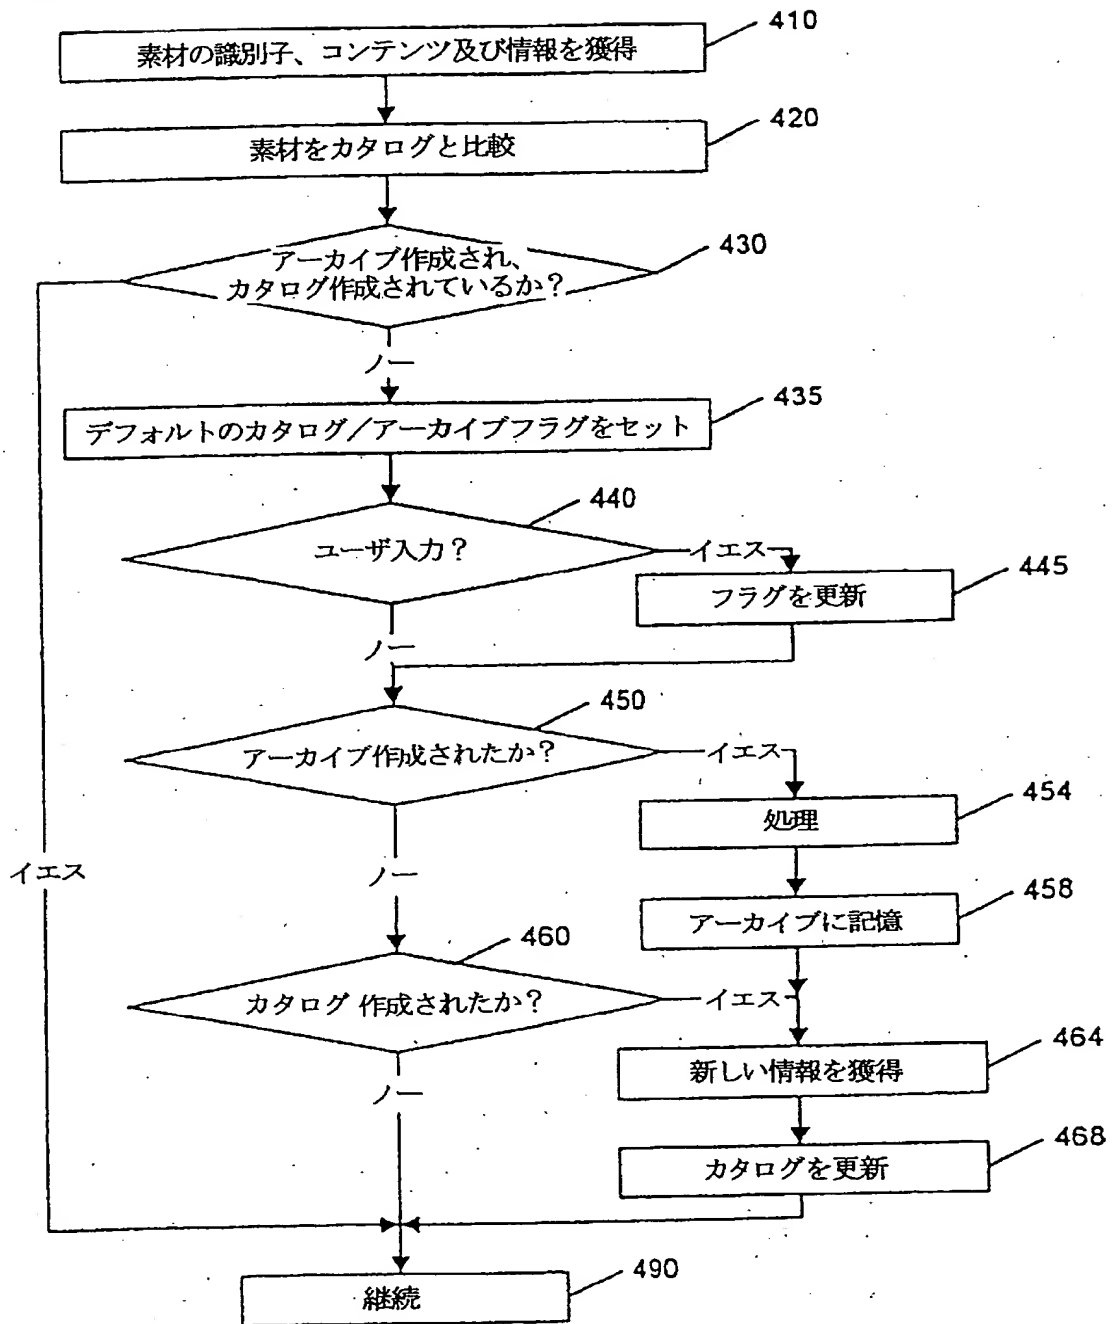 410
素材の識別子、コンテンツ及び情報を獲得
420
素材をカタログと比較
430
アーカイブ作成され、
カタログ作成されているか？
ノー
435
デフォルトのカタログ／アーカイブフラグをセット
440
ユーザ入力？
イエス
445
フラグを更新
ノー
450
アーカイブ作成されたか？
イエス
454
処理
イエス
ノー
458
アーカイブに記憶
460
カタログ 作成されたか？
イエス
464
新しい情報を獲得
ノー
468
カタログを更新
490
継続